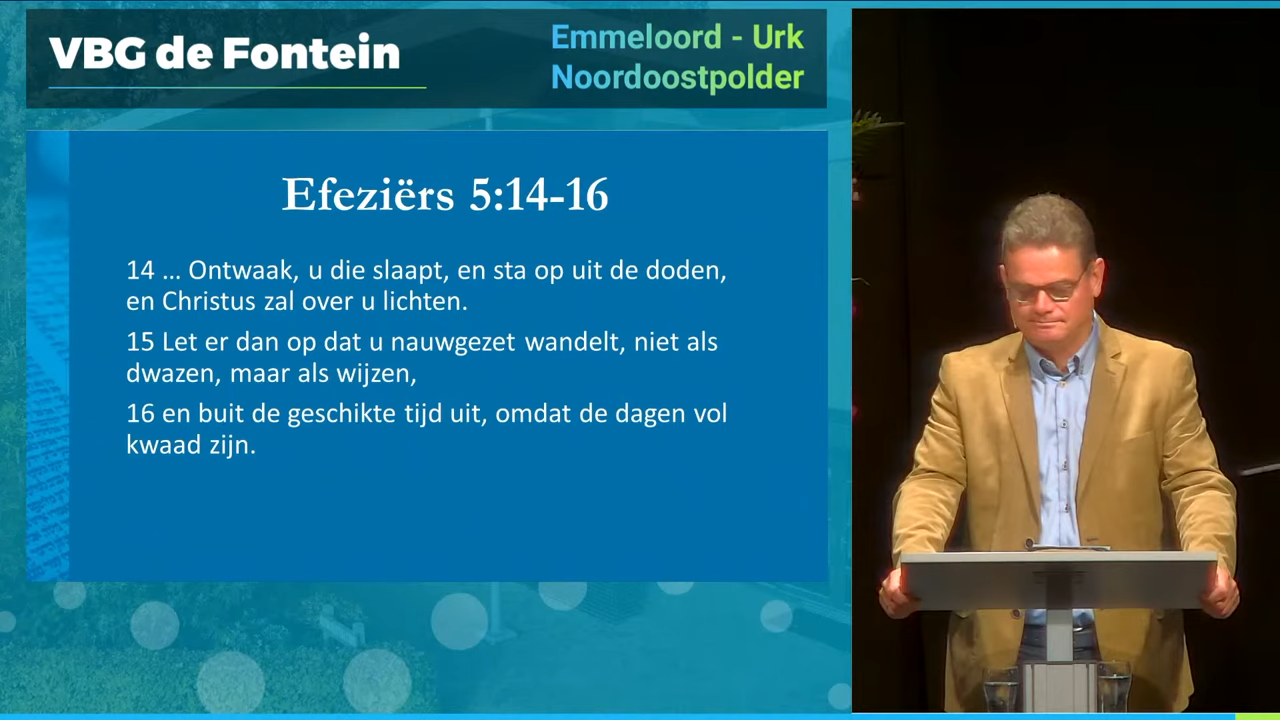 VBG de Fontein
Emmeloord - Urk
Noordoostpolder
Efeziërs 5:14-16
14 ... Ontwaak, u die slaapt, en sta op uit de doden,
en Christus zal over u lichten.
15 Let er dan op dat u nauwgezet wandelt, niet als
dwazen, maar als wijzen,
16 en buit de geschikte tijd uit, omdat de dagen vol
kwaad zijn.